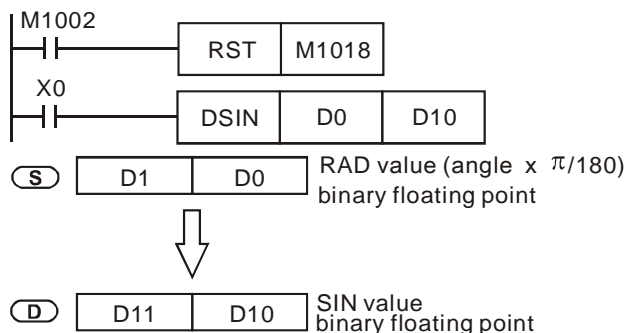 M1002
RST M1018
X0
DSIN D0 D10
S D1 D0 RAD value (angle x π/180)
binary floating point
D D11 D10 SIN value
binary floating point